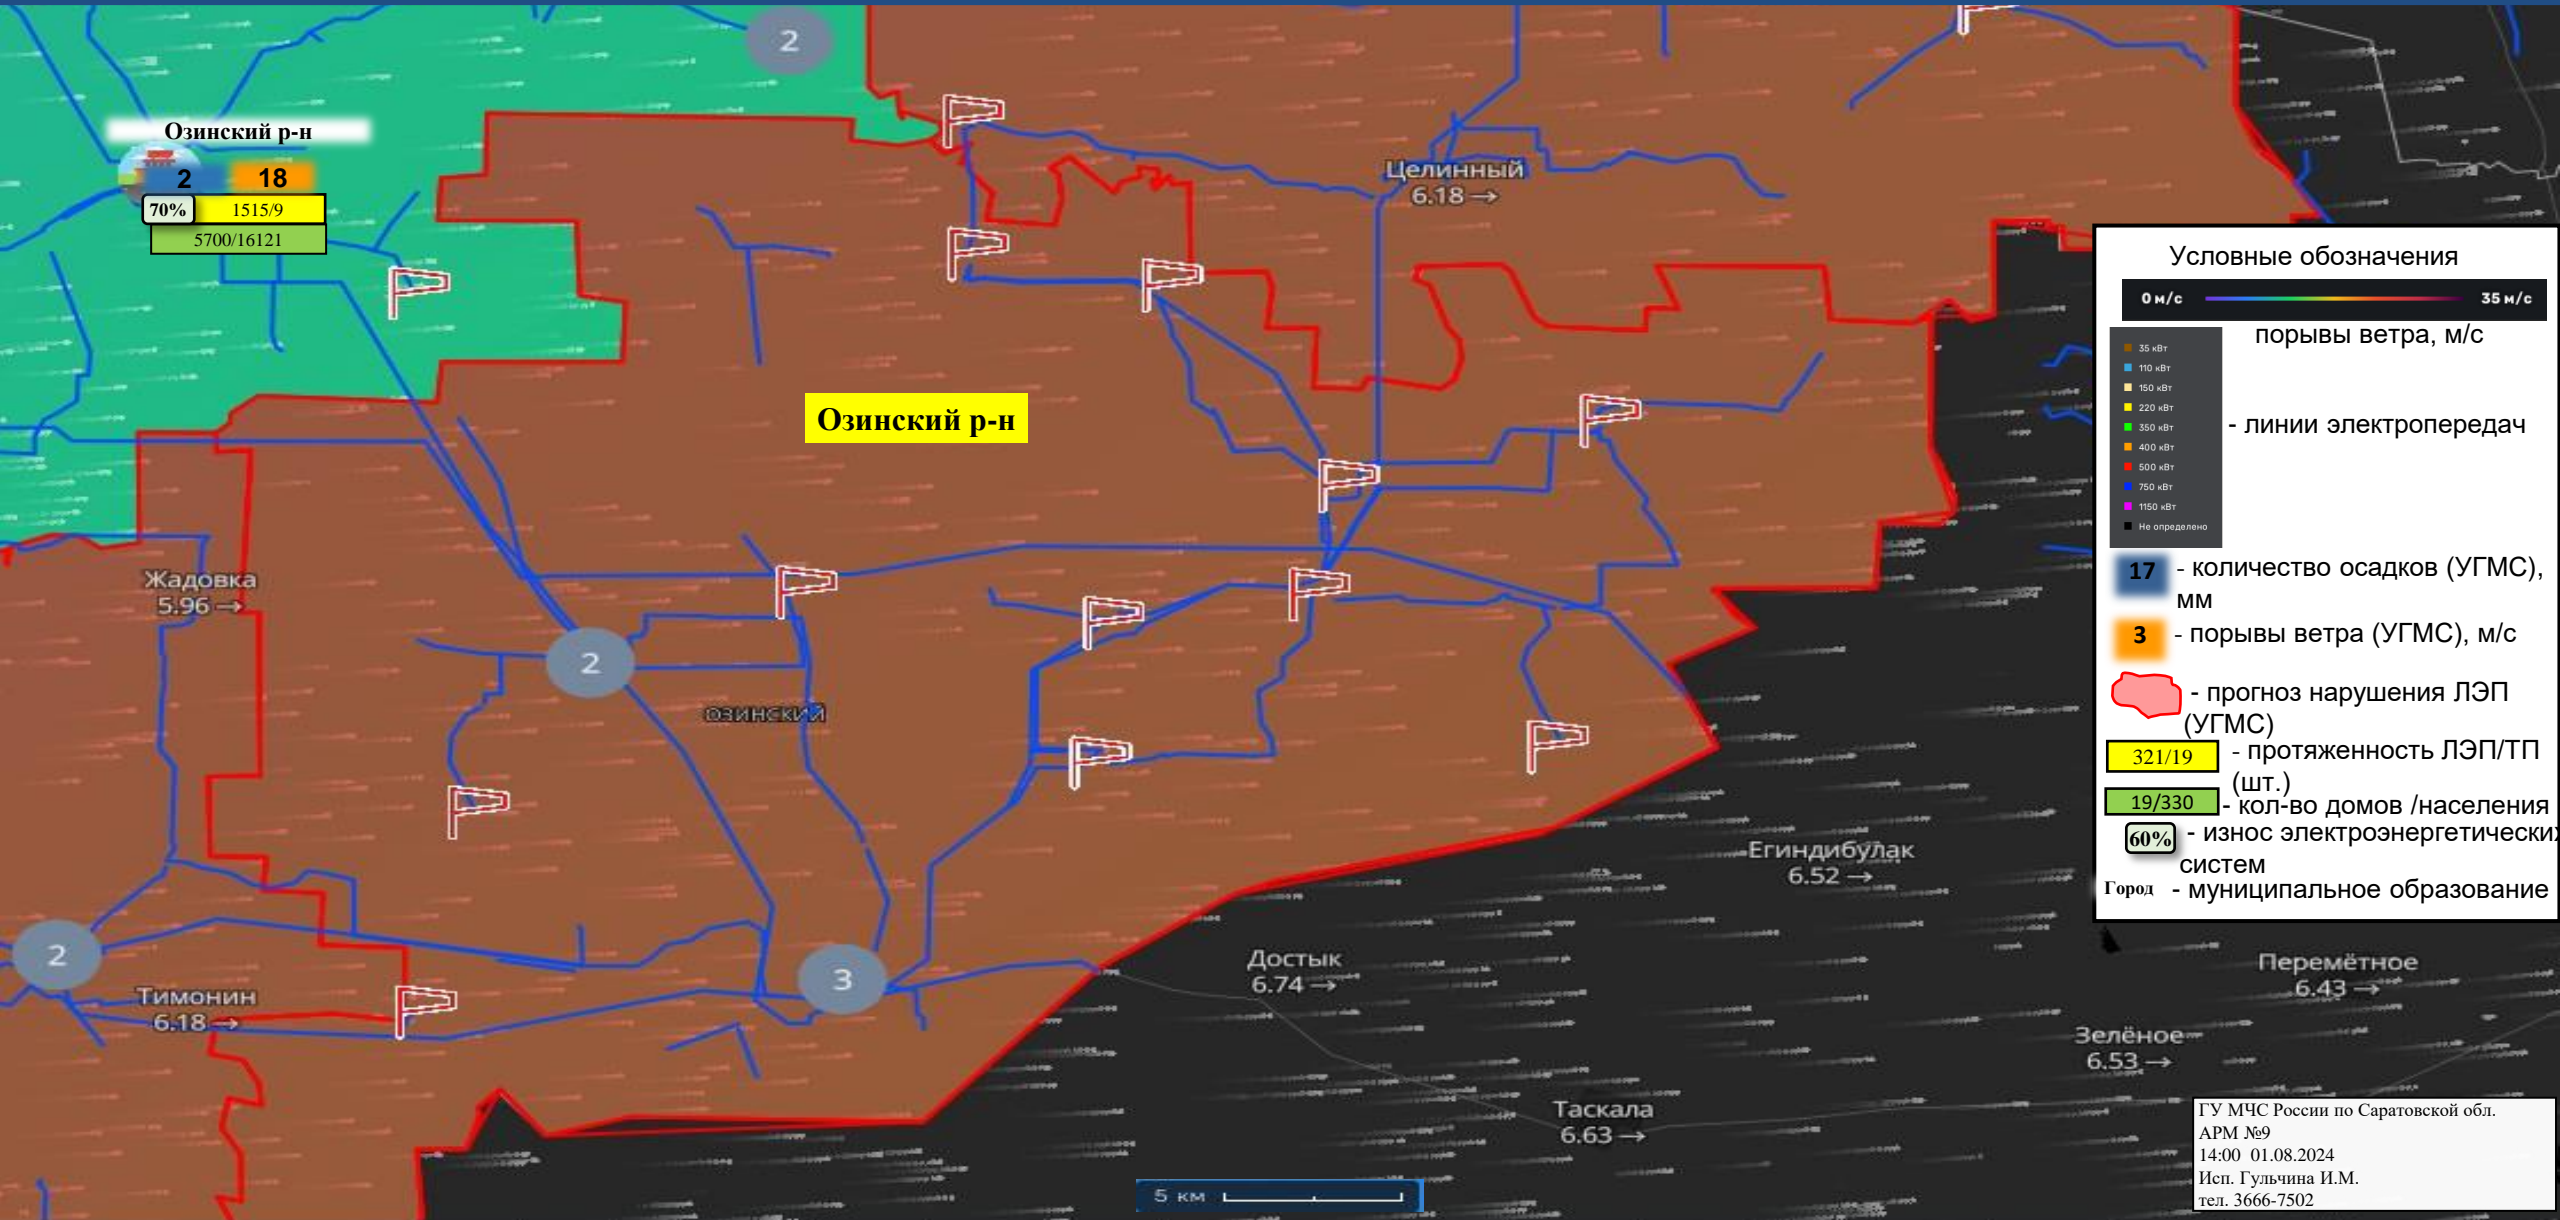 2
Озинский р-н
2
18
70%
1515/9
5700/16121
Целинный
6.18 →
Озинский р-н
Жадовка
5.96 →
2
озинский
2
3
Тимонин
6.18 →
Егиндибулак
6.52 →
Достык
6.74 →
Перемётное
6.43 →
Зелёное
6.53 →
Таскала
6.63 →
5 км
Условные обозначения
0 м/с
35 м/с
порывы ветра, м/с
35 кВт
110 кВт
150 кВт
220 кВт
350 кВт
400 кВт
500 кВт
750 кВт
1150 кВт
Не определено
- линии электропередач
17 - количество осадков (УГМС),
мм
3 - порывы ветра (УГМС), м/с
- прогноз нарушения ЛЭП
(УГМС)
321/19 - протяженность ЛЭП/ТП
(шт.)
19/330 - кол-во домов /населения
60% - износ электроэнергетических
систем
Город - муниципальное образование
ГУ МЧС России по Саратовской обл.
АРМ №9
14:00 01.08.2024
Исп. Гульчина И.М.
тел. 3666-7502